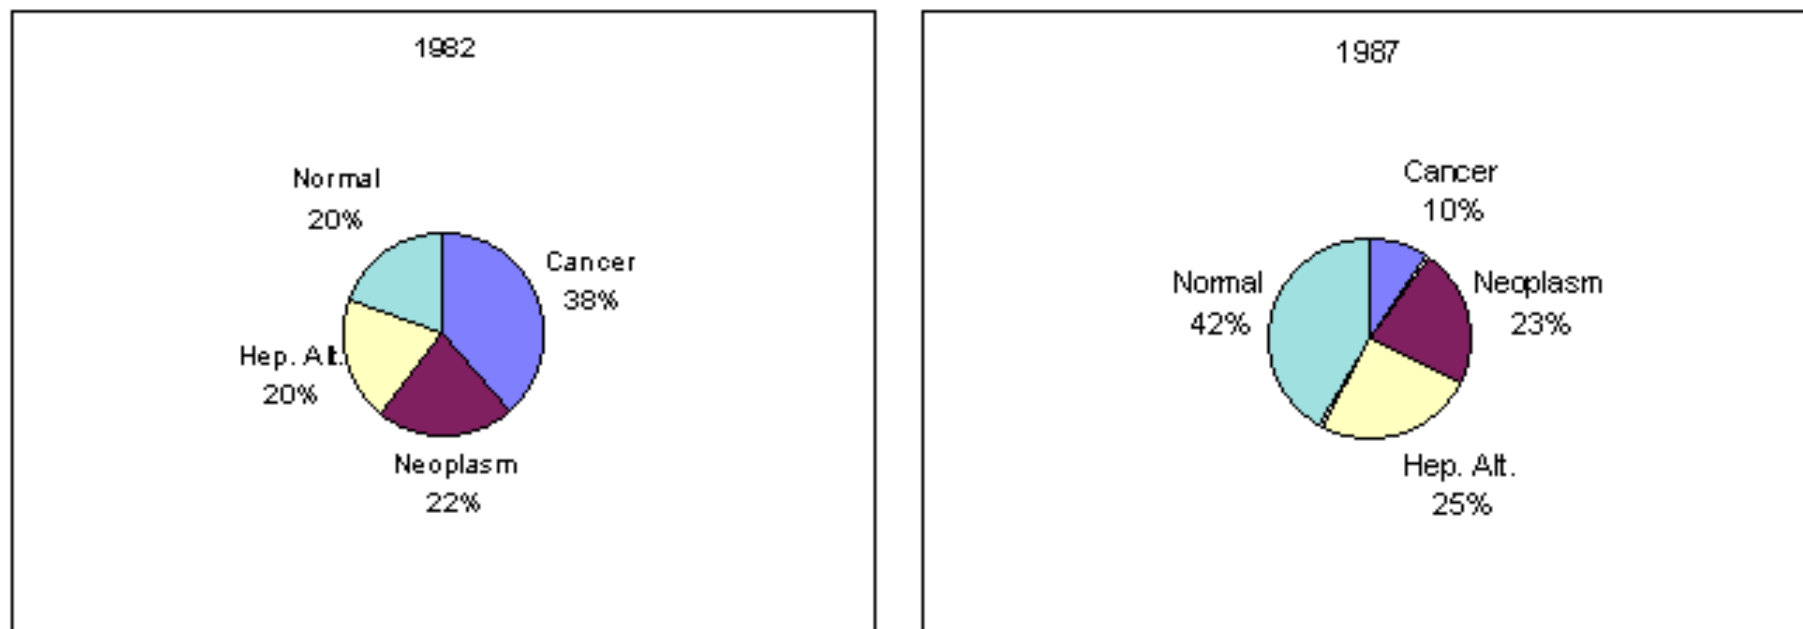 1982
Normal
20%
Cancer
38%
Hep. Alt.
20%
Neoplasm
22%
1987
Cancer
10%
Normal
42%
Neoplasm
23%
Hep. Alt.
25%